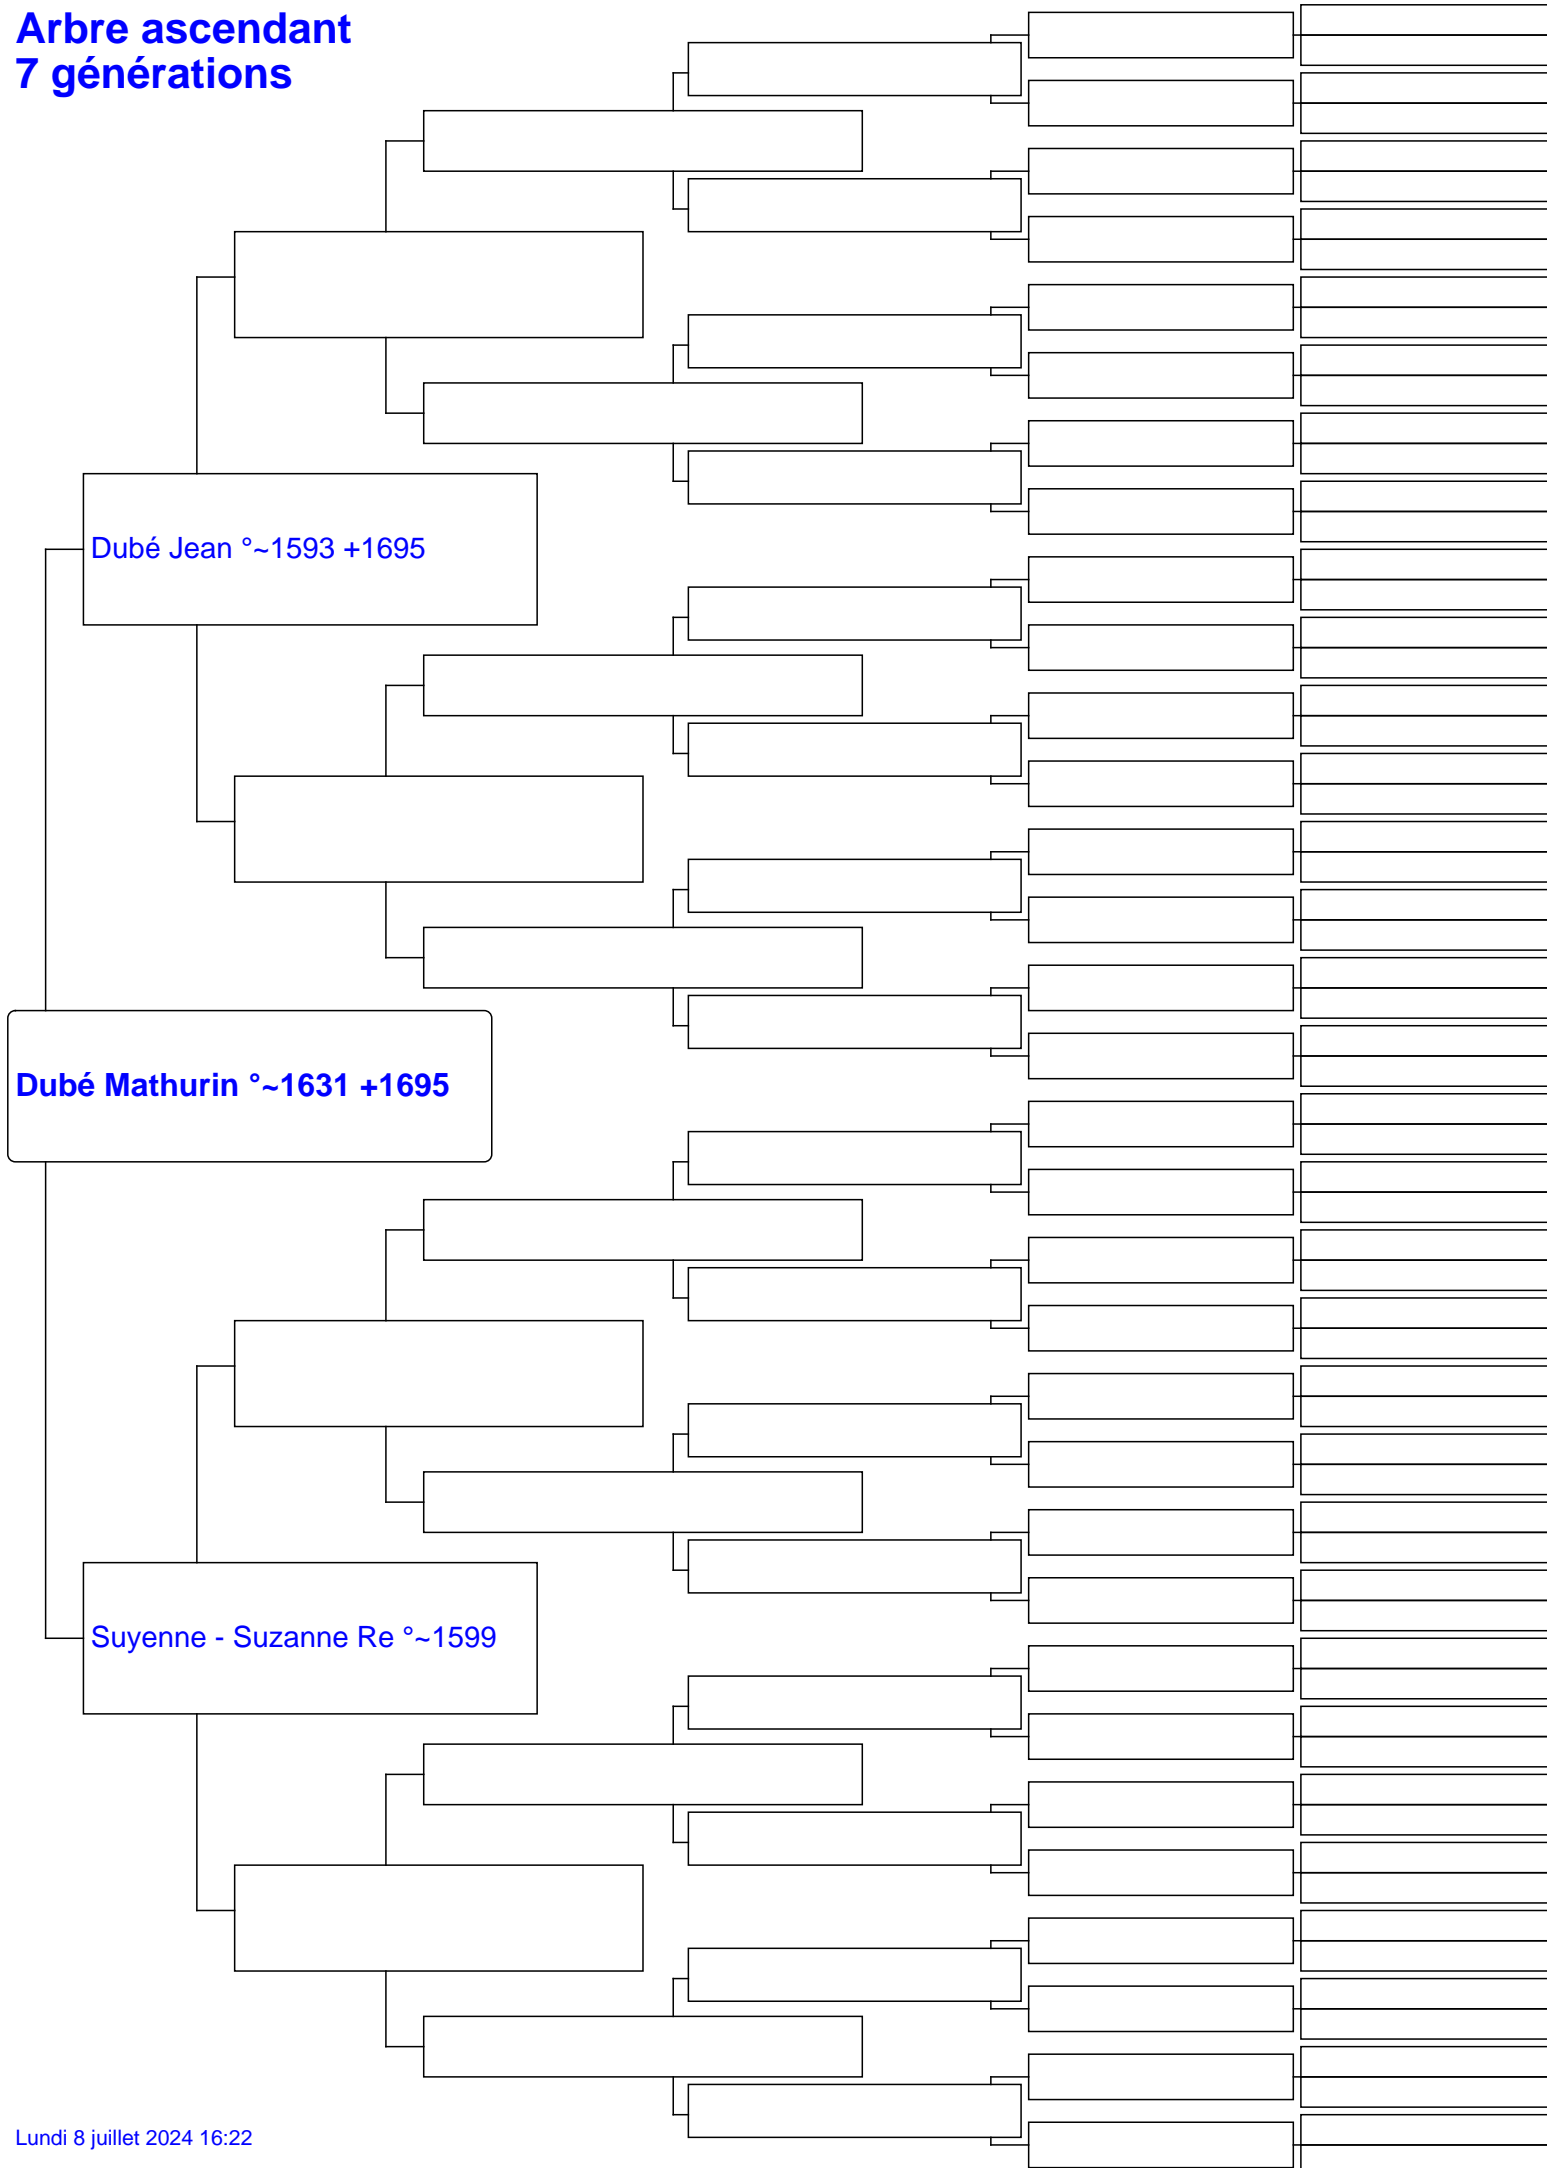 Arbre ascendant
7 générations
Dubé Jean °~1593 +1695
Dubé Mathurin °~1631 +1695
Suyenne - Suzanne Re °~1599
Lundi 8 juillet 2024 16:22